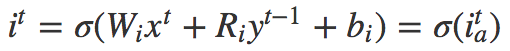 i^t = σ(W_i x^t + R_i y^{t−1} + b_i) = σ(i_a^t)